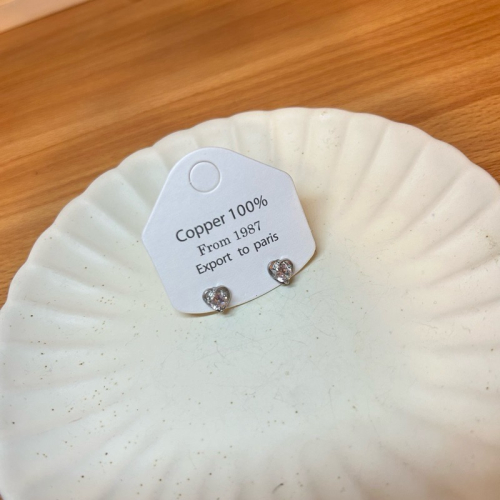 Copper 100%
From 1987
Export to paris